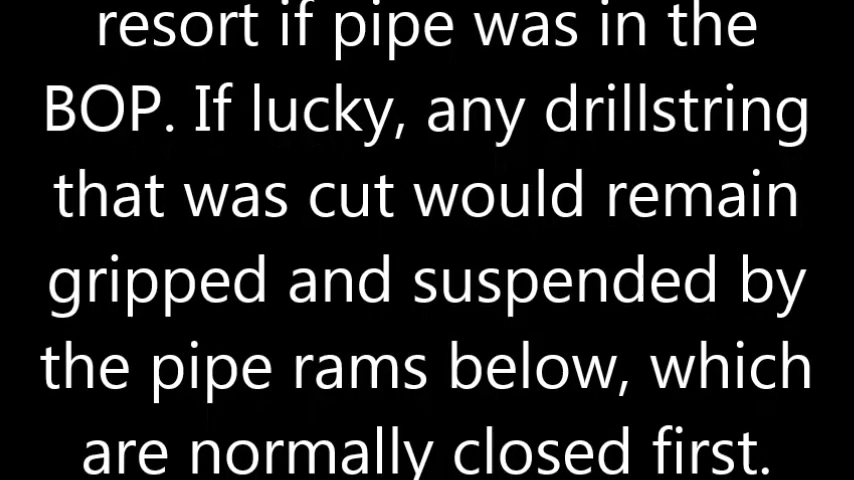 resort if pipe was in the
BOP. If lucky, any drillstring
that was cut would remain
gripped and suspended by
the pipe rams below, which
are normally closed first.